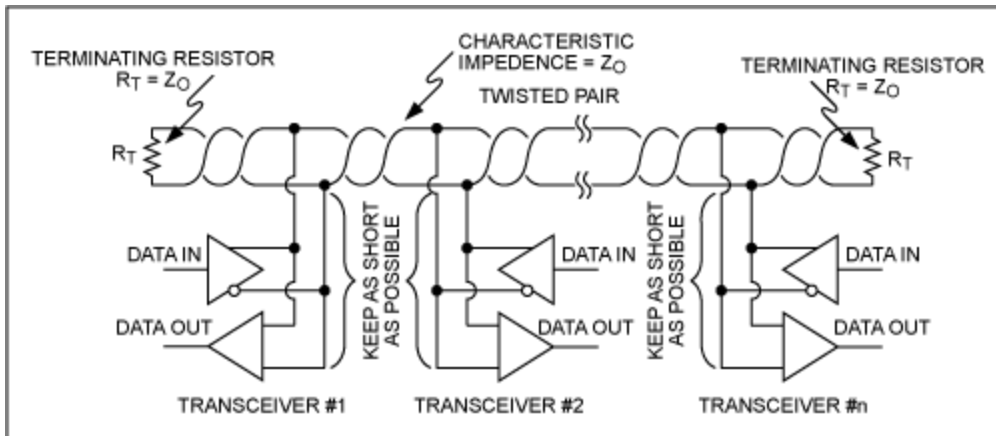 TERMINATING RESISTOR
RT = ZO
CHARACTERISTIC
IMPEDENCE = ZO
TWISTED PAIR
TERMINATING RESISTOR
RT = ZO
RT
RT
DATA IN
DATA OUT
KEEP AS SHORT
AS POSSIBLE
DATA IN
DATA OUT
KEEP AS SHORT
AS POSSIBLE
DATA IN
DATA OUT
TRANSCEIVER #1
TRANSCEIVER #2
TRANSCEIVER #n